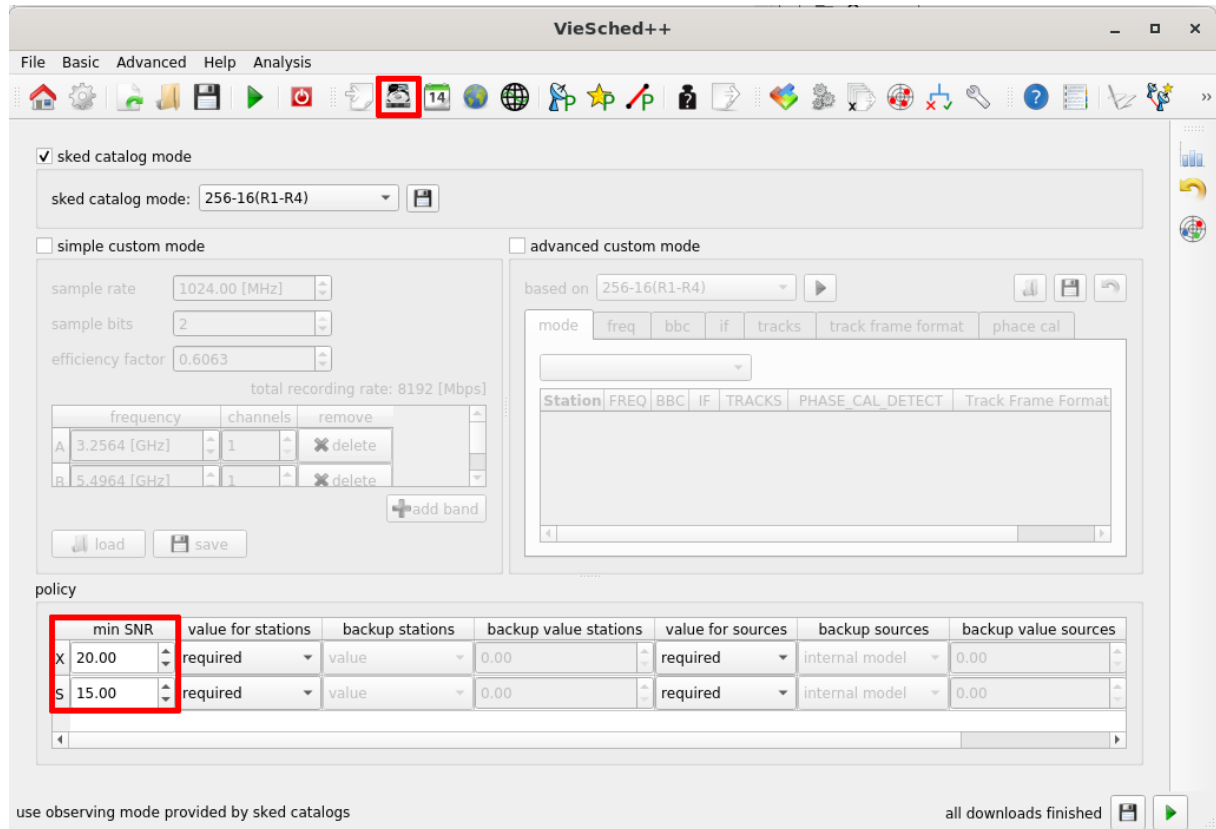 VieSched++
File Basic Advanced Help Analysis
14
P P P
?
»
sked catalog mode
sked catalog mode: 256-16(R1-R4)
simple custom mode
sample rate 1024.00 [MHz]
sample bits 2
efficiency factor 0.6063
total recording rate: 8192 [Mbps]
frequency channels remove
A 3.2564 [GHz] 1 delete
B 5.4964 [GHz] 1 delete
add band
load save
advanced custom mode
based on 256-16(R1-R4)
mode freq bbc if tracks track frame format phace cal
Station FREQ BBC IF TRACKS PHASE_CAL_DETECT Track Frame Format
policy
min SNR value for stations backup stations backup value stations value for sources backup sources backup value sources
X 20.00 required value 0.00 required internal model 0.00
S 15.00 required value 0.00 required internal model 0.00
use observing mode provided by sked catalogs all downloads finished